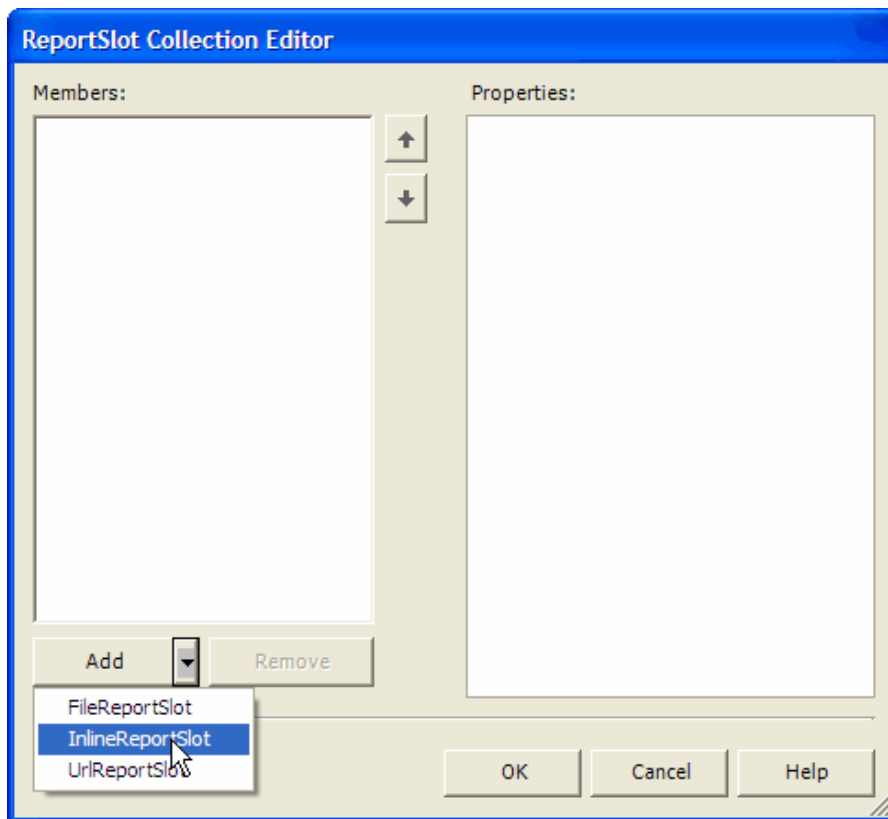 ReportSlot Collection Editor
Members: Properties:
Add Remove
FileReportSlot
InlineReportSlot
UrlReportSlot
OK Cancel Help